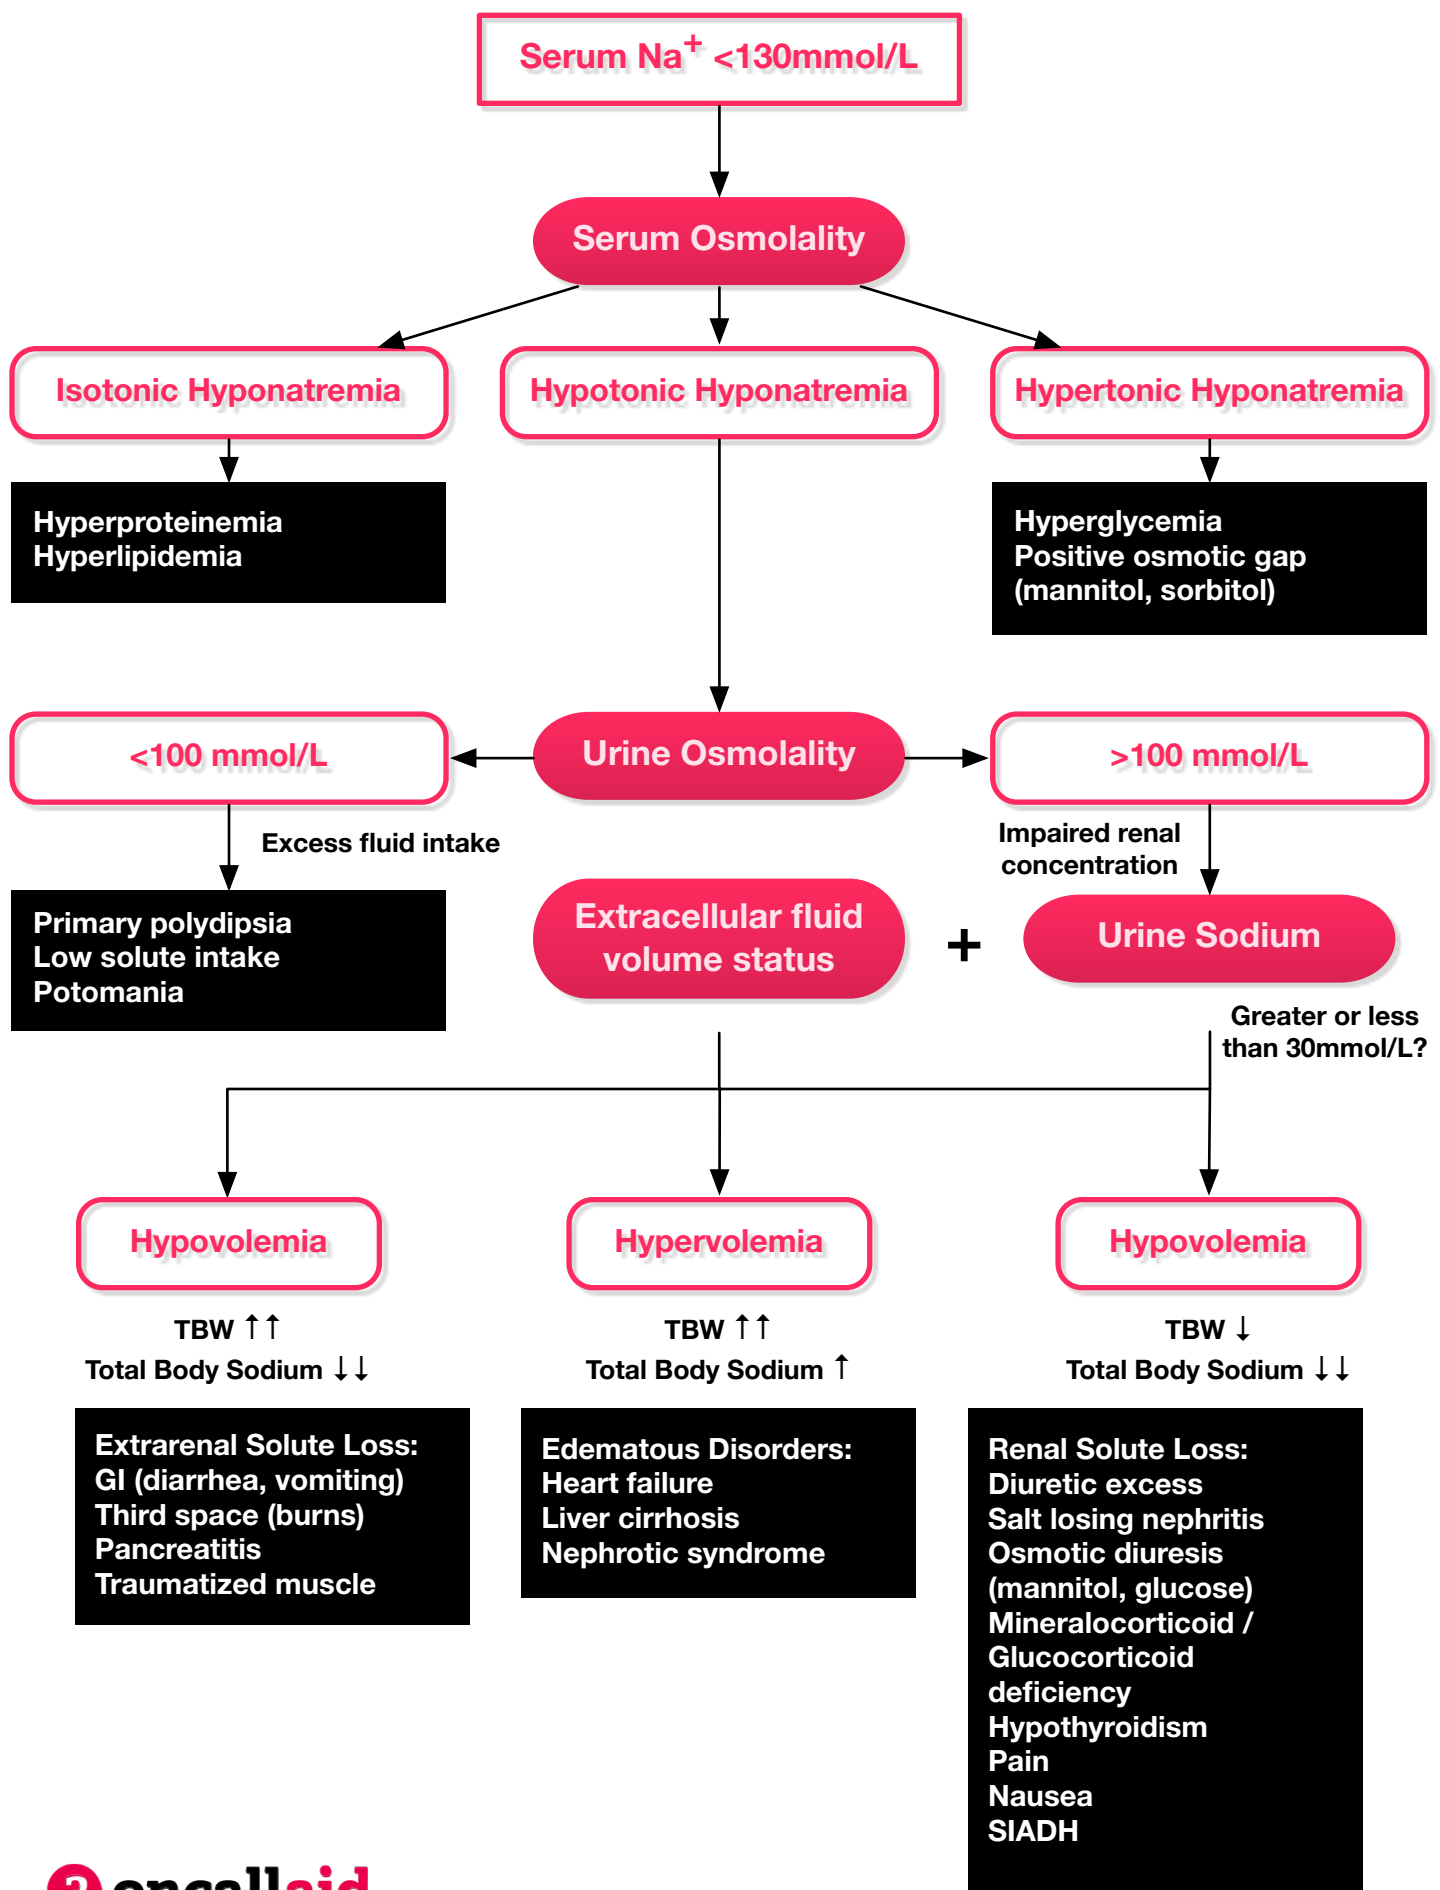 Serum Na+ <130mmol/L
Serum Osmolality
Isotonic Hyponatremia
Hypotonic Hyponatremia
Hypertonic Hyponatremia
Hyperproteinemia
Hyperlipidemia
Hyperglycemia
Positive osmotic gap
(mannitol, sorbitol)
<100 mmol/L
Urine Osmolality
>100 mmol/L
Excess fluid intake
Impaired renal
concentration
Primary polydipsia
Low solute intake
Potomania
Extracellular fluid
volume status
+
Urine Sodium
Greater or less
than 30mmol/L?
Hypovolemia
TBW ↑↑
Total Body Sodium ↓↓
Extrarenal Solute Loss:
GI (diarrhea, vomiting)
Third space (burns)
Pancreatitis
Traumatized muscle
Hypervolemia
TBW ↑↑
Total Body Sodium ↑
Edematous Disorders:
Heart failure
Liver cirrhosis
Nephrotic syndrome
Hypovolemia
TBW ↓
Total Body Sodium ↓↓
Renal Solute Loss:
Diuretic excess
Salt losing nephritis
Osmotic diuresis
(mannitol, glucose)
Mineralocorticoid /
Glucocorticoid
deficiency
Hypothyroidism
Pain
Nausea
SIADH
oncallaid